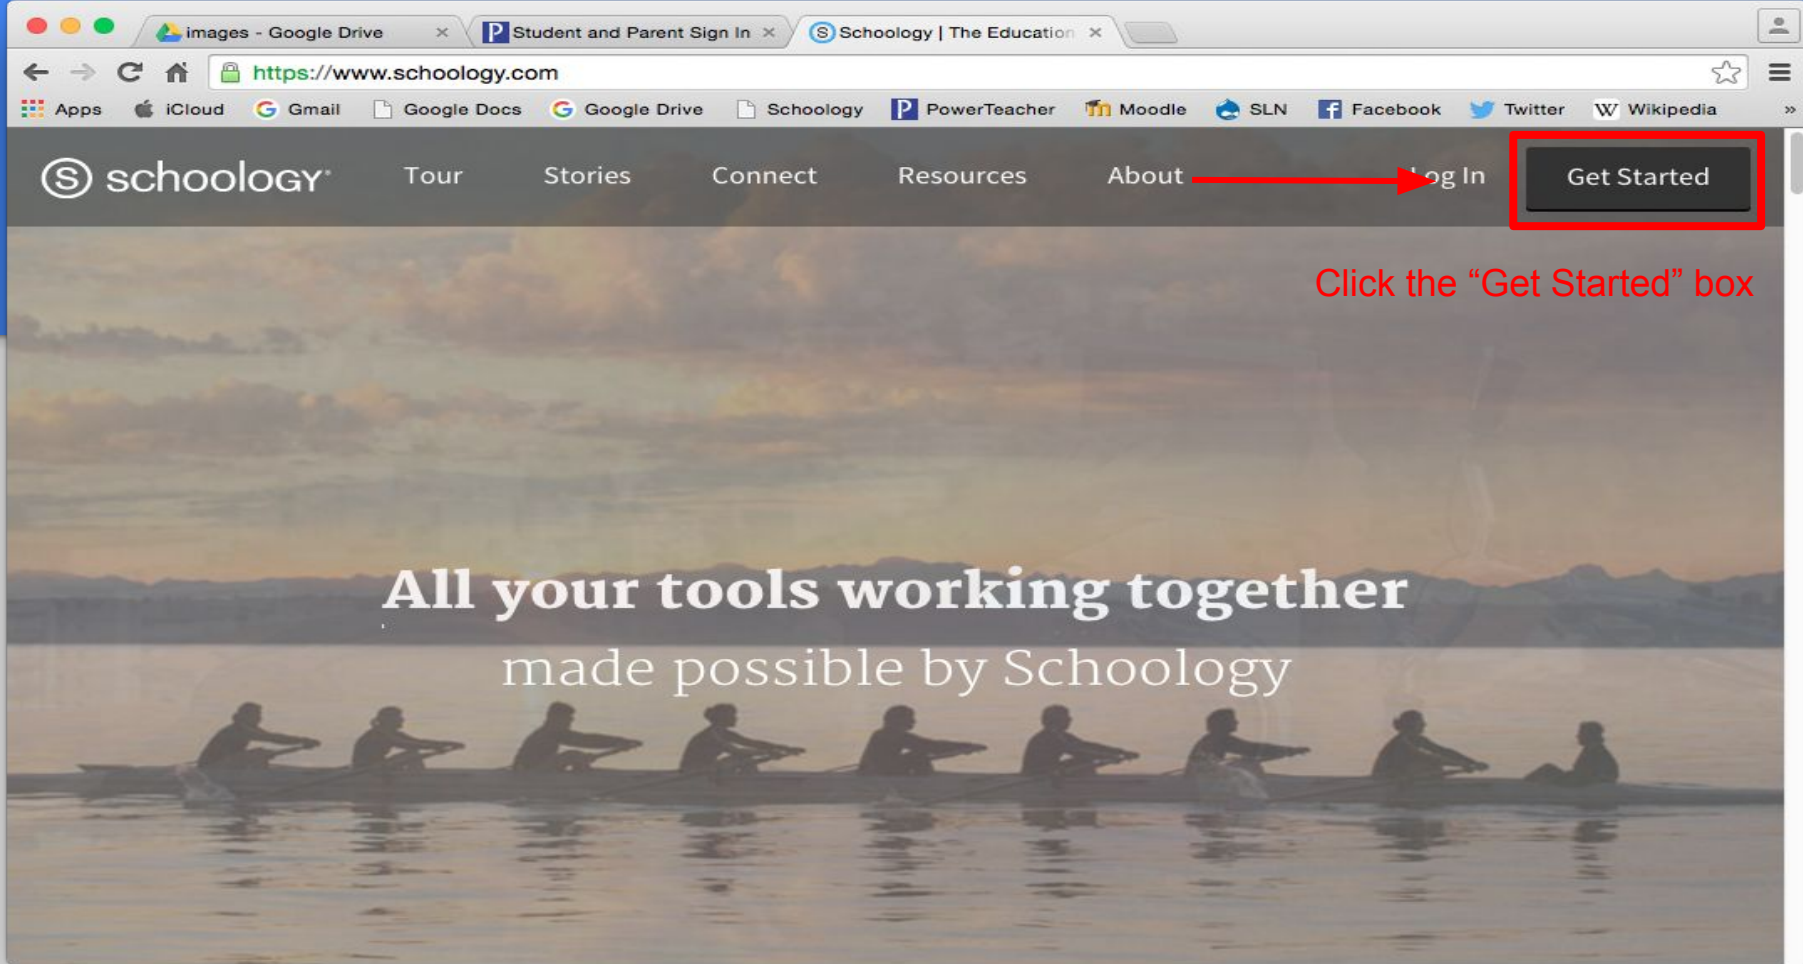 images - Google Drive
Student and Parent Sign In
Schoology | The Education
https://www.schoology.com
Apps iCloud Gmail Google Docs Google Drive Schoology PowerTeacher Moodle SLN Facebook Twitter Wikipedia »
schoology Tour Stories Connect Resources About Log In Get Started
Click the “Get Started” box
All your tools working together
made possible by Schoology